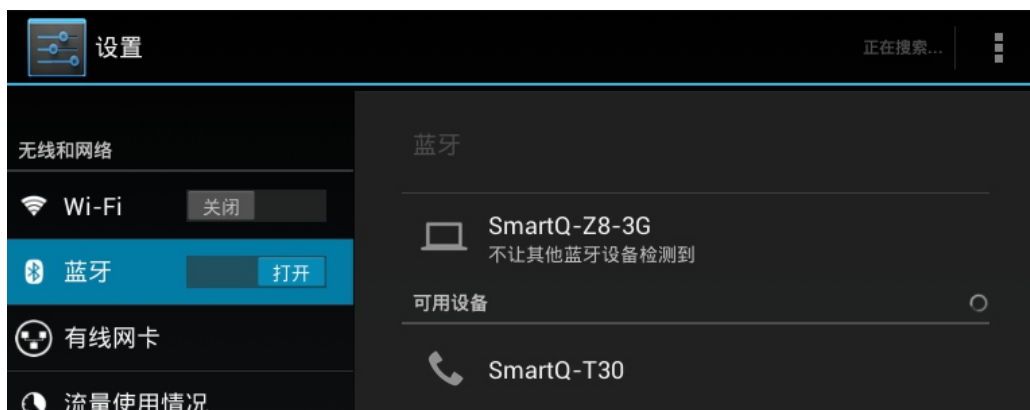 设置
正在搜索...
无线和网络
Wi-Fi 关闭
蓝牙 打开
有线网卡
流量使用情况
蓝牙
SmartQ-Z8-3G
不让其他蓝牙设备检测到
可用设备
SmartQ-T30